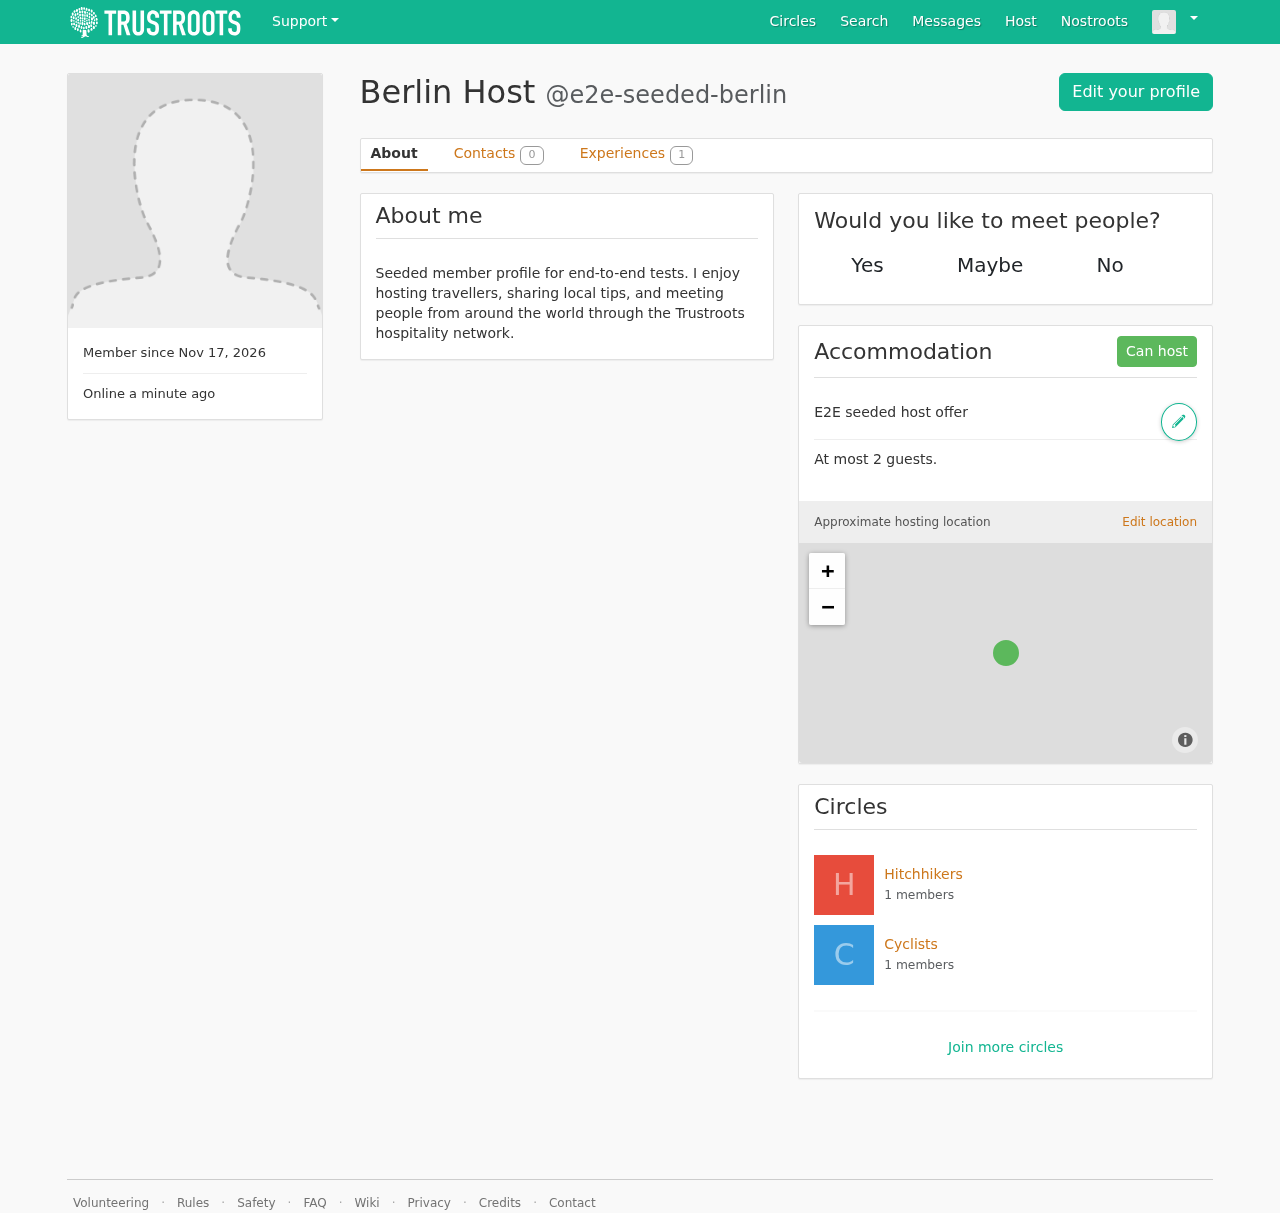 TRUSTROOTS
Support
Circles Search Messages Host Nostroots
Berlin Host @e2e-seeded-berlin
Edit your profile
About Contacts 0 Experiences 1
Member since Nov 17, 2026
Online a minute ago
About me
Seeded member profile for end-to-end tests. I enjoy
hosting travellers, sharing local tips, and meeting
people from around the world through the Trustroots
hospitality network.
Would you like to meet people?
Yes Maybe No
Accommodation
Can host
E2E seeded host offer
At most 2 guests.
Approximate hosting location
Edit location
+
−
Circles
H
Hitchhikers
1 members
C
Cyclists
1 members
Join more circles
Volunteering · Rules · Safety · FAQ · Wiki · Privacy · Credits · Contact